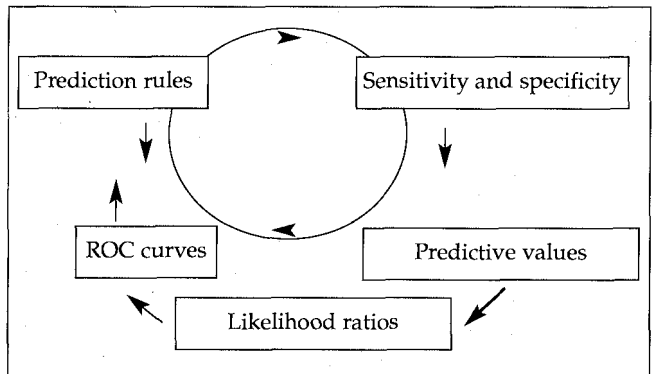 Prediction rules
Sensitivity and specificity
ROC curves
Predictive values
Likelihood ratios